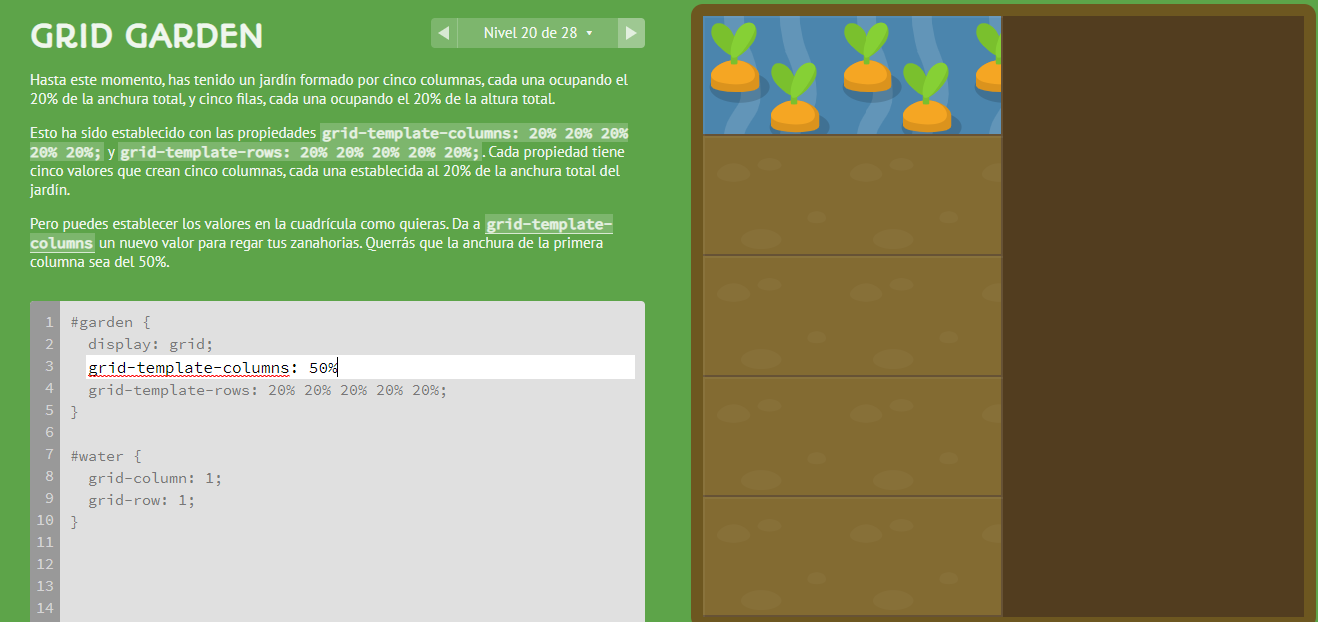 GRID GARDEN
Nivel 20 de 28
Hasta este momento, has tenido un jardín formado por cinco columnas, cada una ocupando el
20% de la anchura total, y cinco filas, cada una ocupando el 20% de la altura total.
Esto ha sido establecido con las propiedades grid-template-columns: 20% 20% 20%
20% 20%; y grid-template-rows: 20% 20% 20% 20% 20%;. Cada propiedad tiene
cinco valores que crean cinco columnas, cada una establecida al 20% de la anchura total del
jardín.
Pero puedes establecer los valores en la cuadrícula como quieras. Da a grid-template-
columns un nuevo valor para regar tus zanahorias. Querrás que la anchura de la primera
columna sea del 50%.
1 #garden {
2 display: grid;
3 grid-template-columns: 50%
4 grid-template-rows: 20% 20% 20% 20% 20%;
5 }
6
7 #water {
8 grid-column: 1;
9 grid-row: 1;
10 }
11
12
13
14